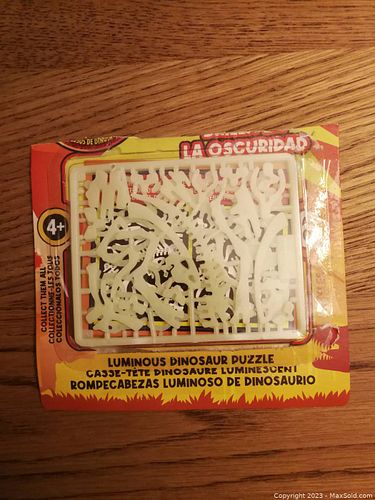 LA OSCURIDAD
4+
COLLECT THEM ALL
COLLECTIONNE-LES TOUS
COLECCIONALOS TODOS
LUMINOUS DINOSAUR PUZZLE
CASSE-TÊTE DINOSAURE LUMINESCENT
ROMPECABEZAS LUMINOSO DE DINOSAURIO
Copyright 2023 - MaxSold.com